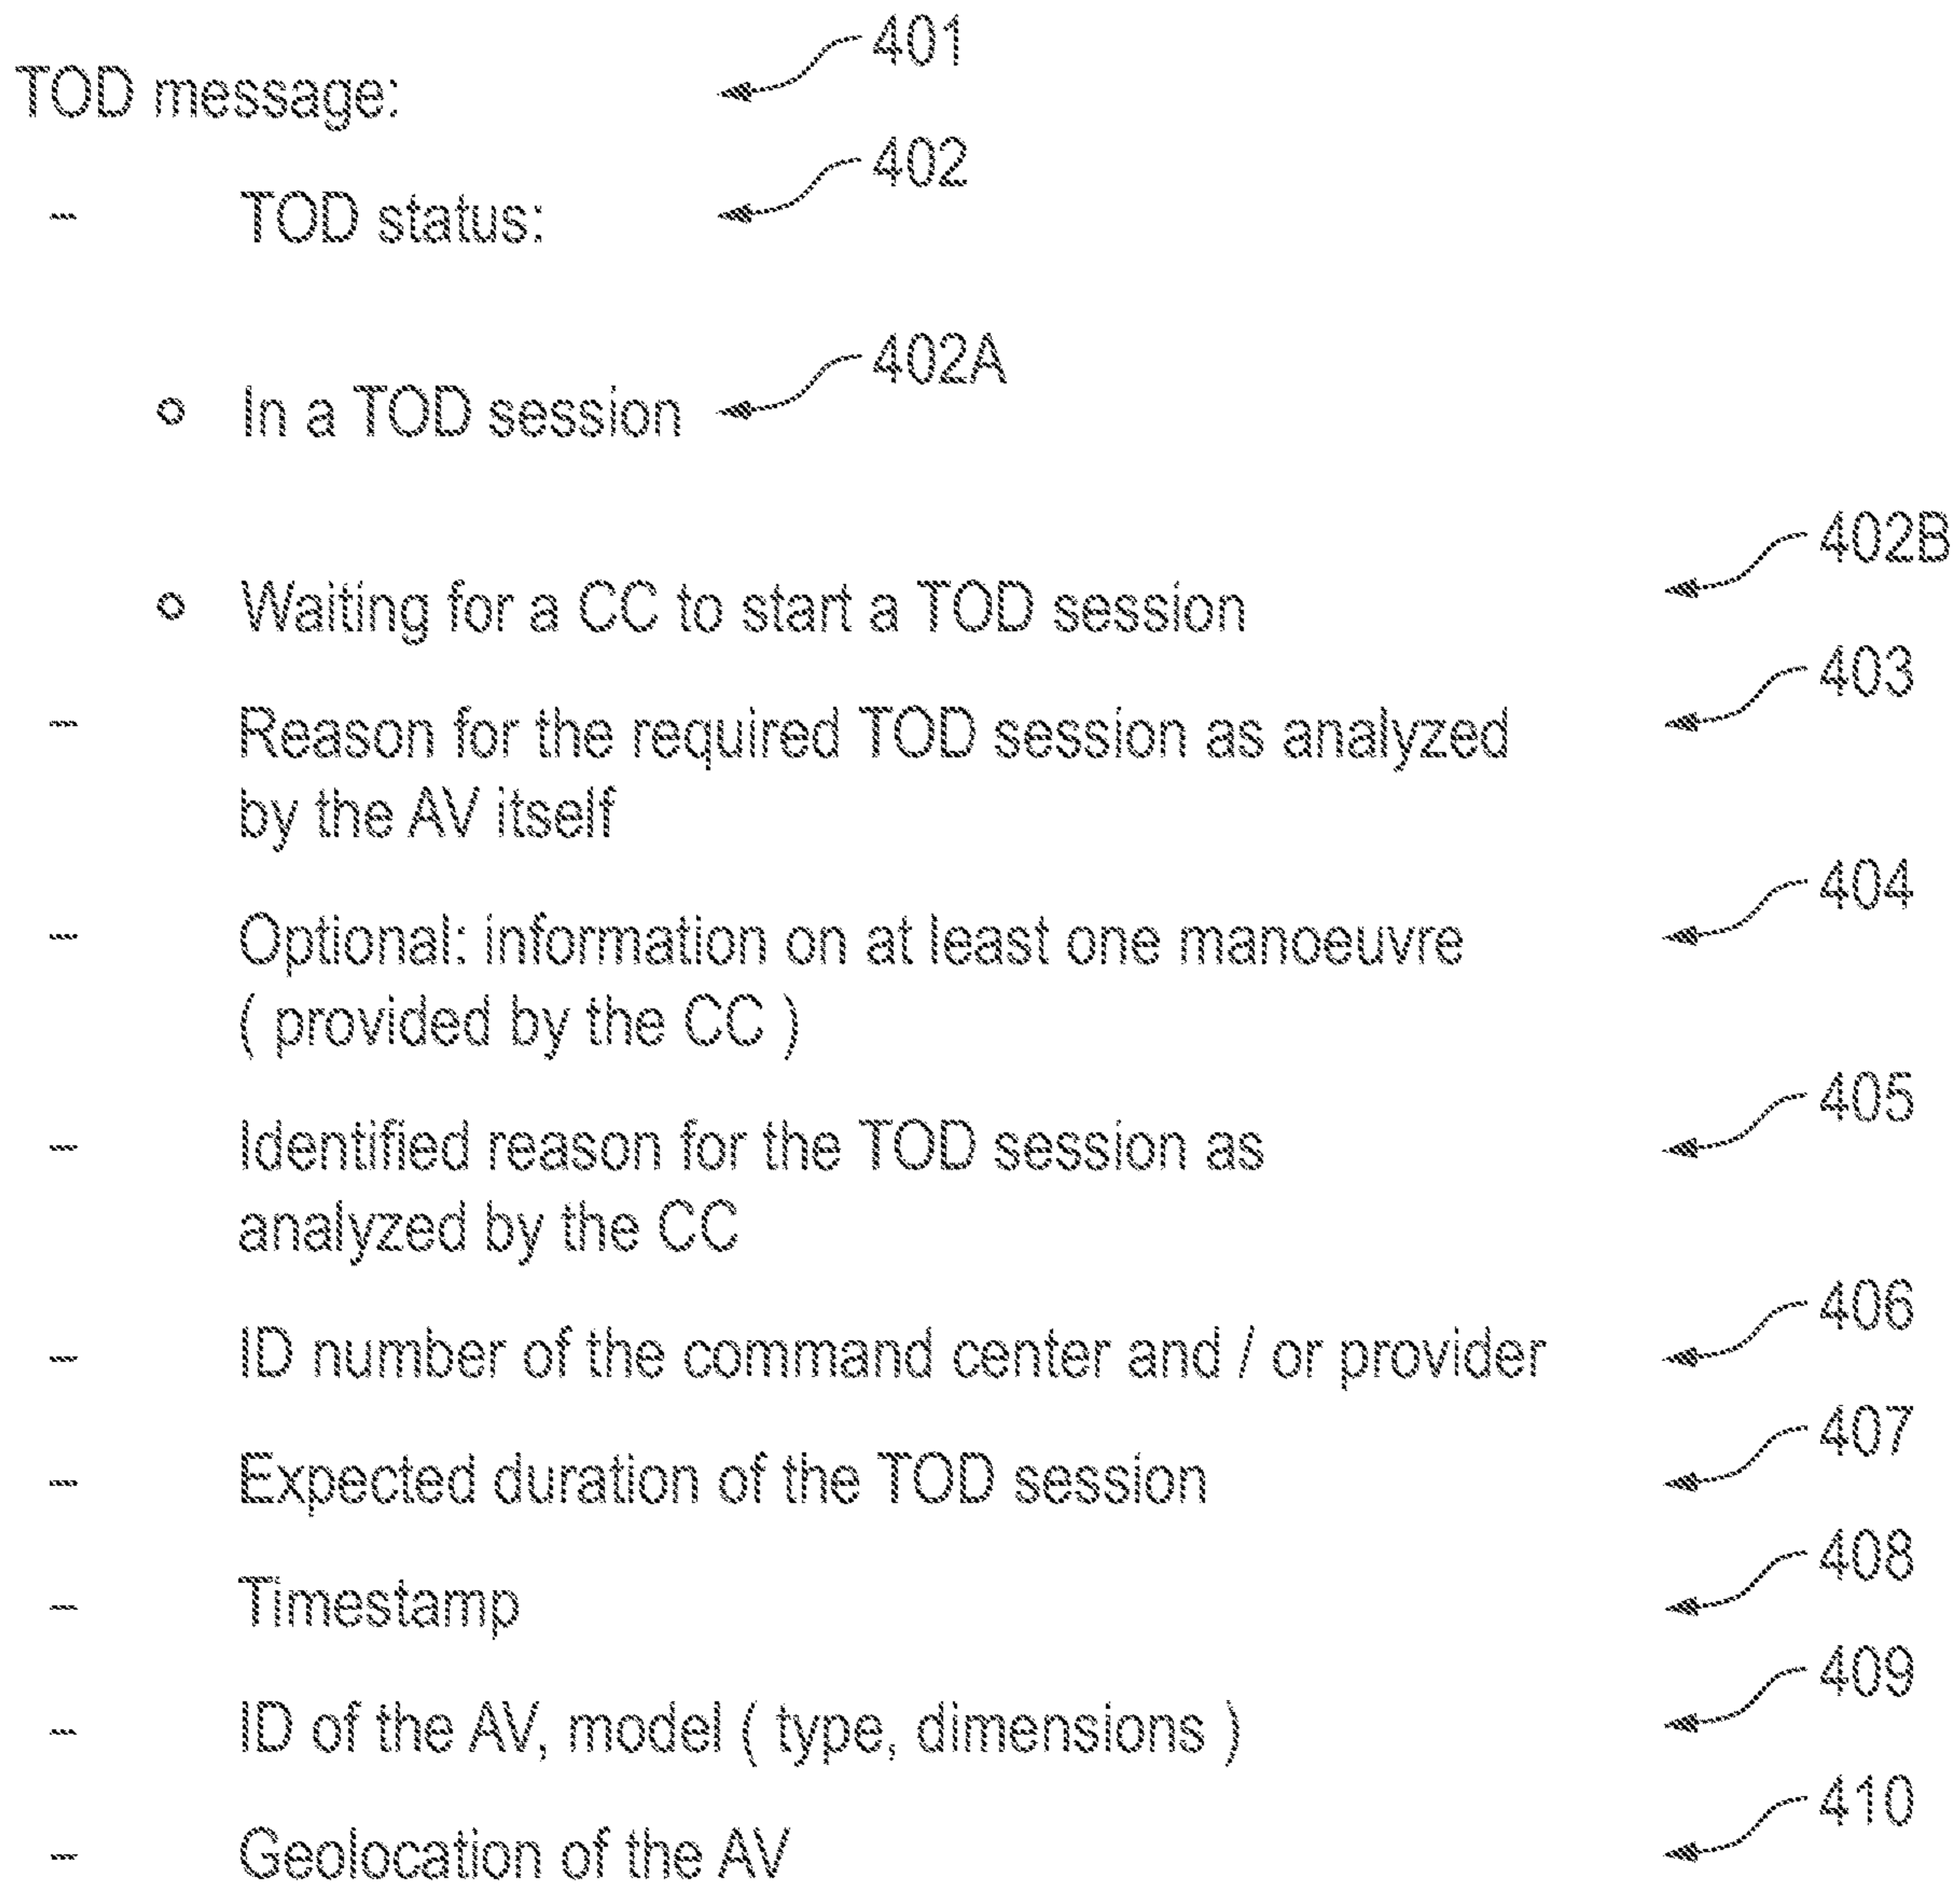 401
TOD message:
402
- TOD status:
402A
o In a TOD session
402B
o Waiting for a CC to start a TOD session
403
- Reason for the required TOD session as analyzed
by the AV itself
404
- Optional: information on at least one manoeuvre
( provided by the CC )
405
- Identified reason for the TOD session as
analyzed by the CC
406
- ID number of the command center and / or provider
407
- Expected duration of the TOD session
408
- Timestamp
409
- ID of the AV, model ( type, dimensions )
410
- Geolocation of the AV